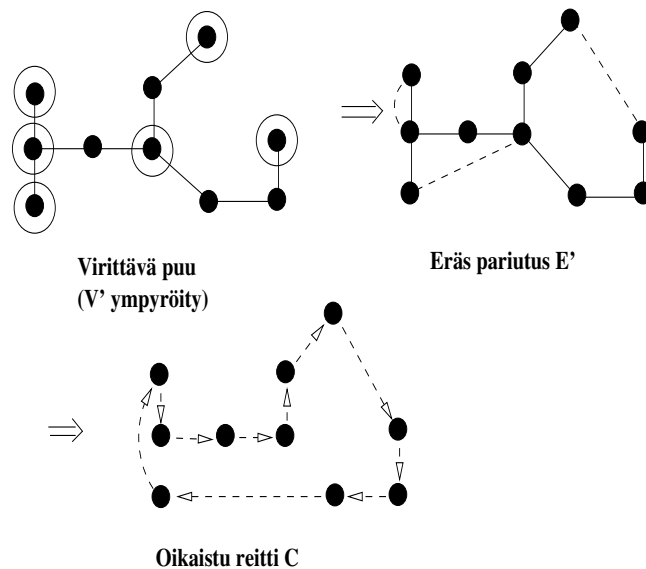 Virittävä puu
(V' ympyröity)
Eräs pariutus E'
Oikaistu reitti C